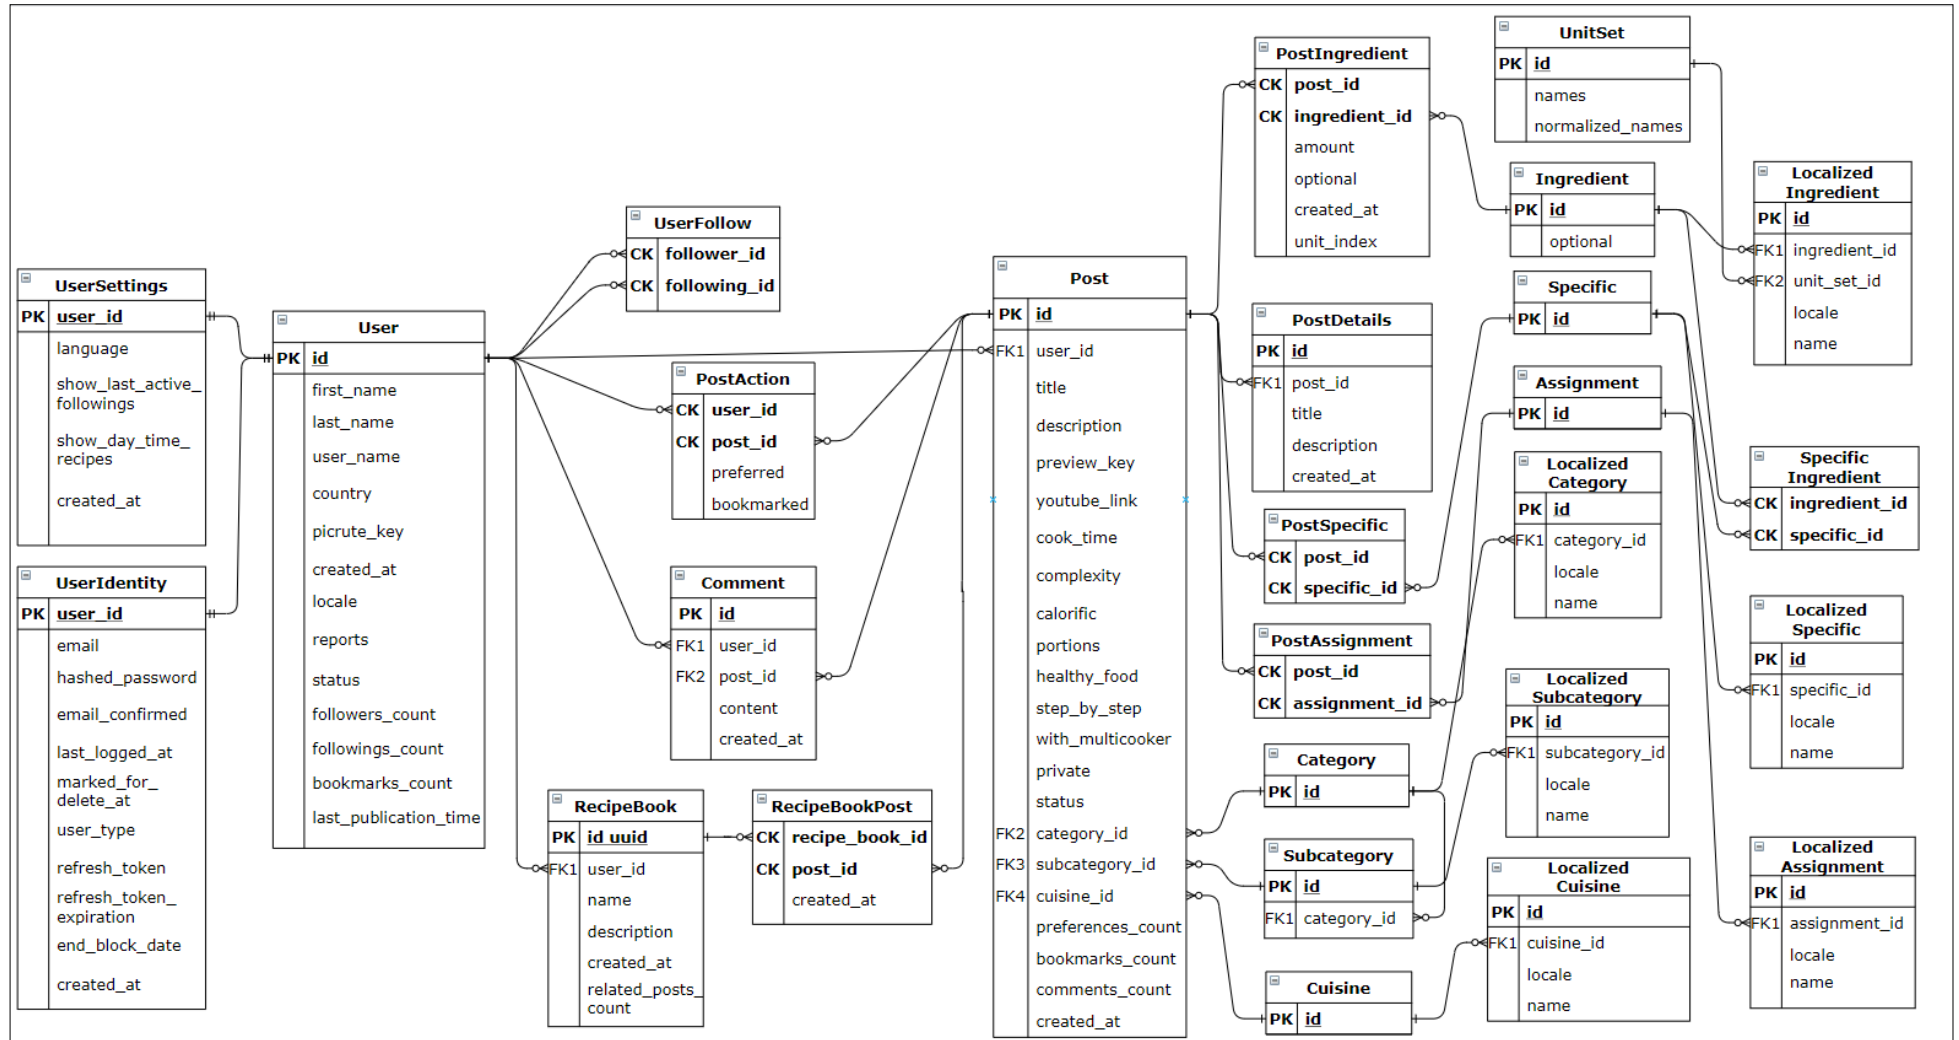 UserSettings
PK user_id
language
show_last_active_
followings
show_day_time_
recipes
created_at
UserIdentity
PK user_id
email
hashed_password
email_confirmed
last_logged_at
marked_for_
delete_at
user_type
refresh_token
refresh_token_
expiration
end_block_date
created_at
User
PK id
first_name
last_name
user_name
country
picrute_key
created_at
locale
reports
status
followers_count
followings_count
bookmarks_count
last_publication_time
UserFollow
CK follower_id
CK following_id
PostAction
CK user_id
CK post_id
preferred
bookmarked
Comment
PK id
FK1 user_id
FK2 post_id
content
created_at
RecipeBook
PK id uuid
FK1 user_id
name
description
created_at
related_posts_
count
RecipeBookPost
CK recipe_book_id
CK post_id
created_at
Post
PK id
FK1 user_id
title
description
preview_key
youtube_link
cook_time
complexity
calorific
portions
healthy_food
step_by_step
with_multicooker
private
status
FK2 category_id
FK3 subcategory_id
FK4 cuisine_id
preferences_count
bookmarks_count
comments_count
created_at
PostIngredient
CK post_id
CK ingredient_id
amount
optional
created_at
unit_index
PostDetails
PK id
FK1 post_id
title
description
created_at
PostSpecific
CK post_id
CK specific_id
PostAssignment
CK post_id
CK assignment_id
Category
PK id
Subcategory
PK id
FK1 category_id
Cuisine
PK id
UnitSet
PK id
names
normalized_names
Ingredient
PK id
optional
Specific
PK id
Assignment
PK id
Localized
Category
PK id
FK1 category_id
locale
name
Localized
Subcategory
PK id
FK1 subcategory_id
locale
name
Localized
Cuisine
PK id
FK1 cuisine_id
locale
name
Localized
Ingredient
PK id
FK1 ingredient_id
FK2 unit_set_id
locale
name
Specific
Ingredient
CK ingredient_id
CK specific_id
Localized
Specific
PK id
FK1 specific_id
locale
name
Localized
Assignment
PK id
FK1 assignment_id
locale
name